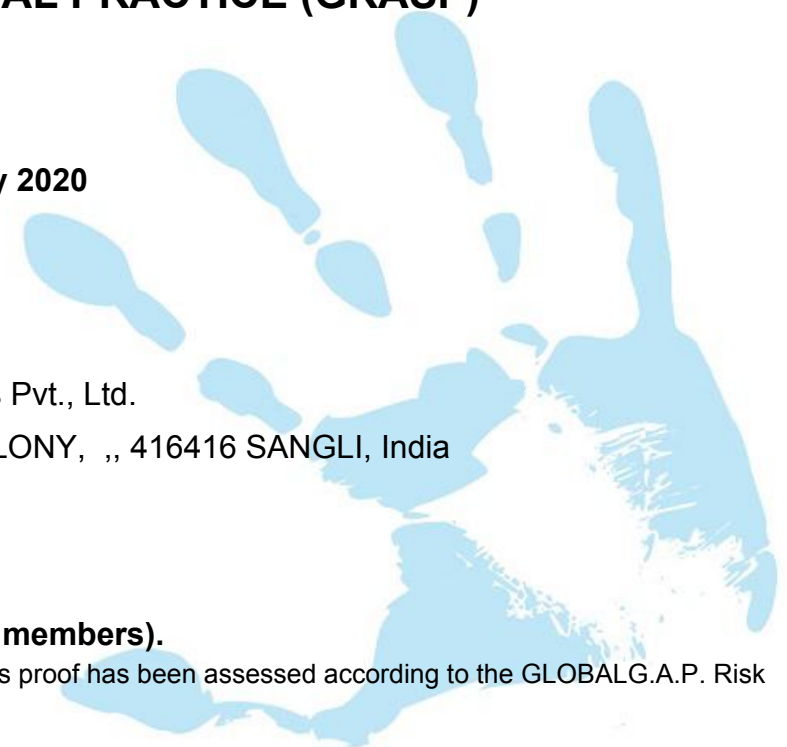 AL PRACTICE (GRASP)
y 2020
s Pvt., Ltd.
LONY, ,, 416416 SANGLI, India
members).
s proof has been assessed according to the GLOBALG.A.P. Risk